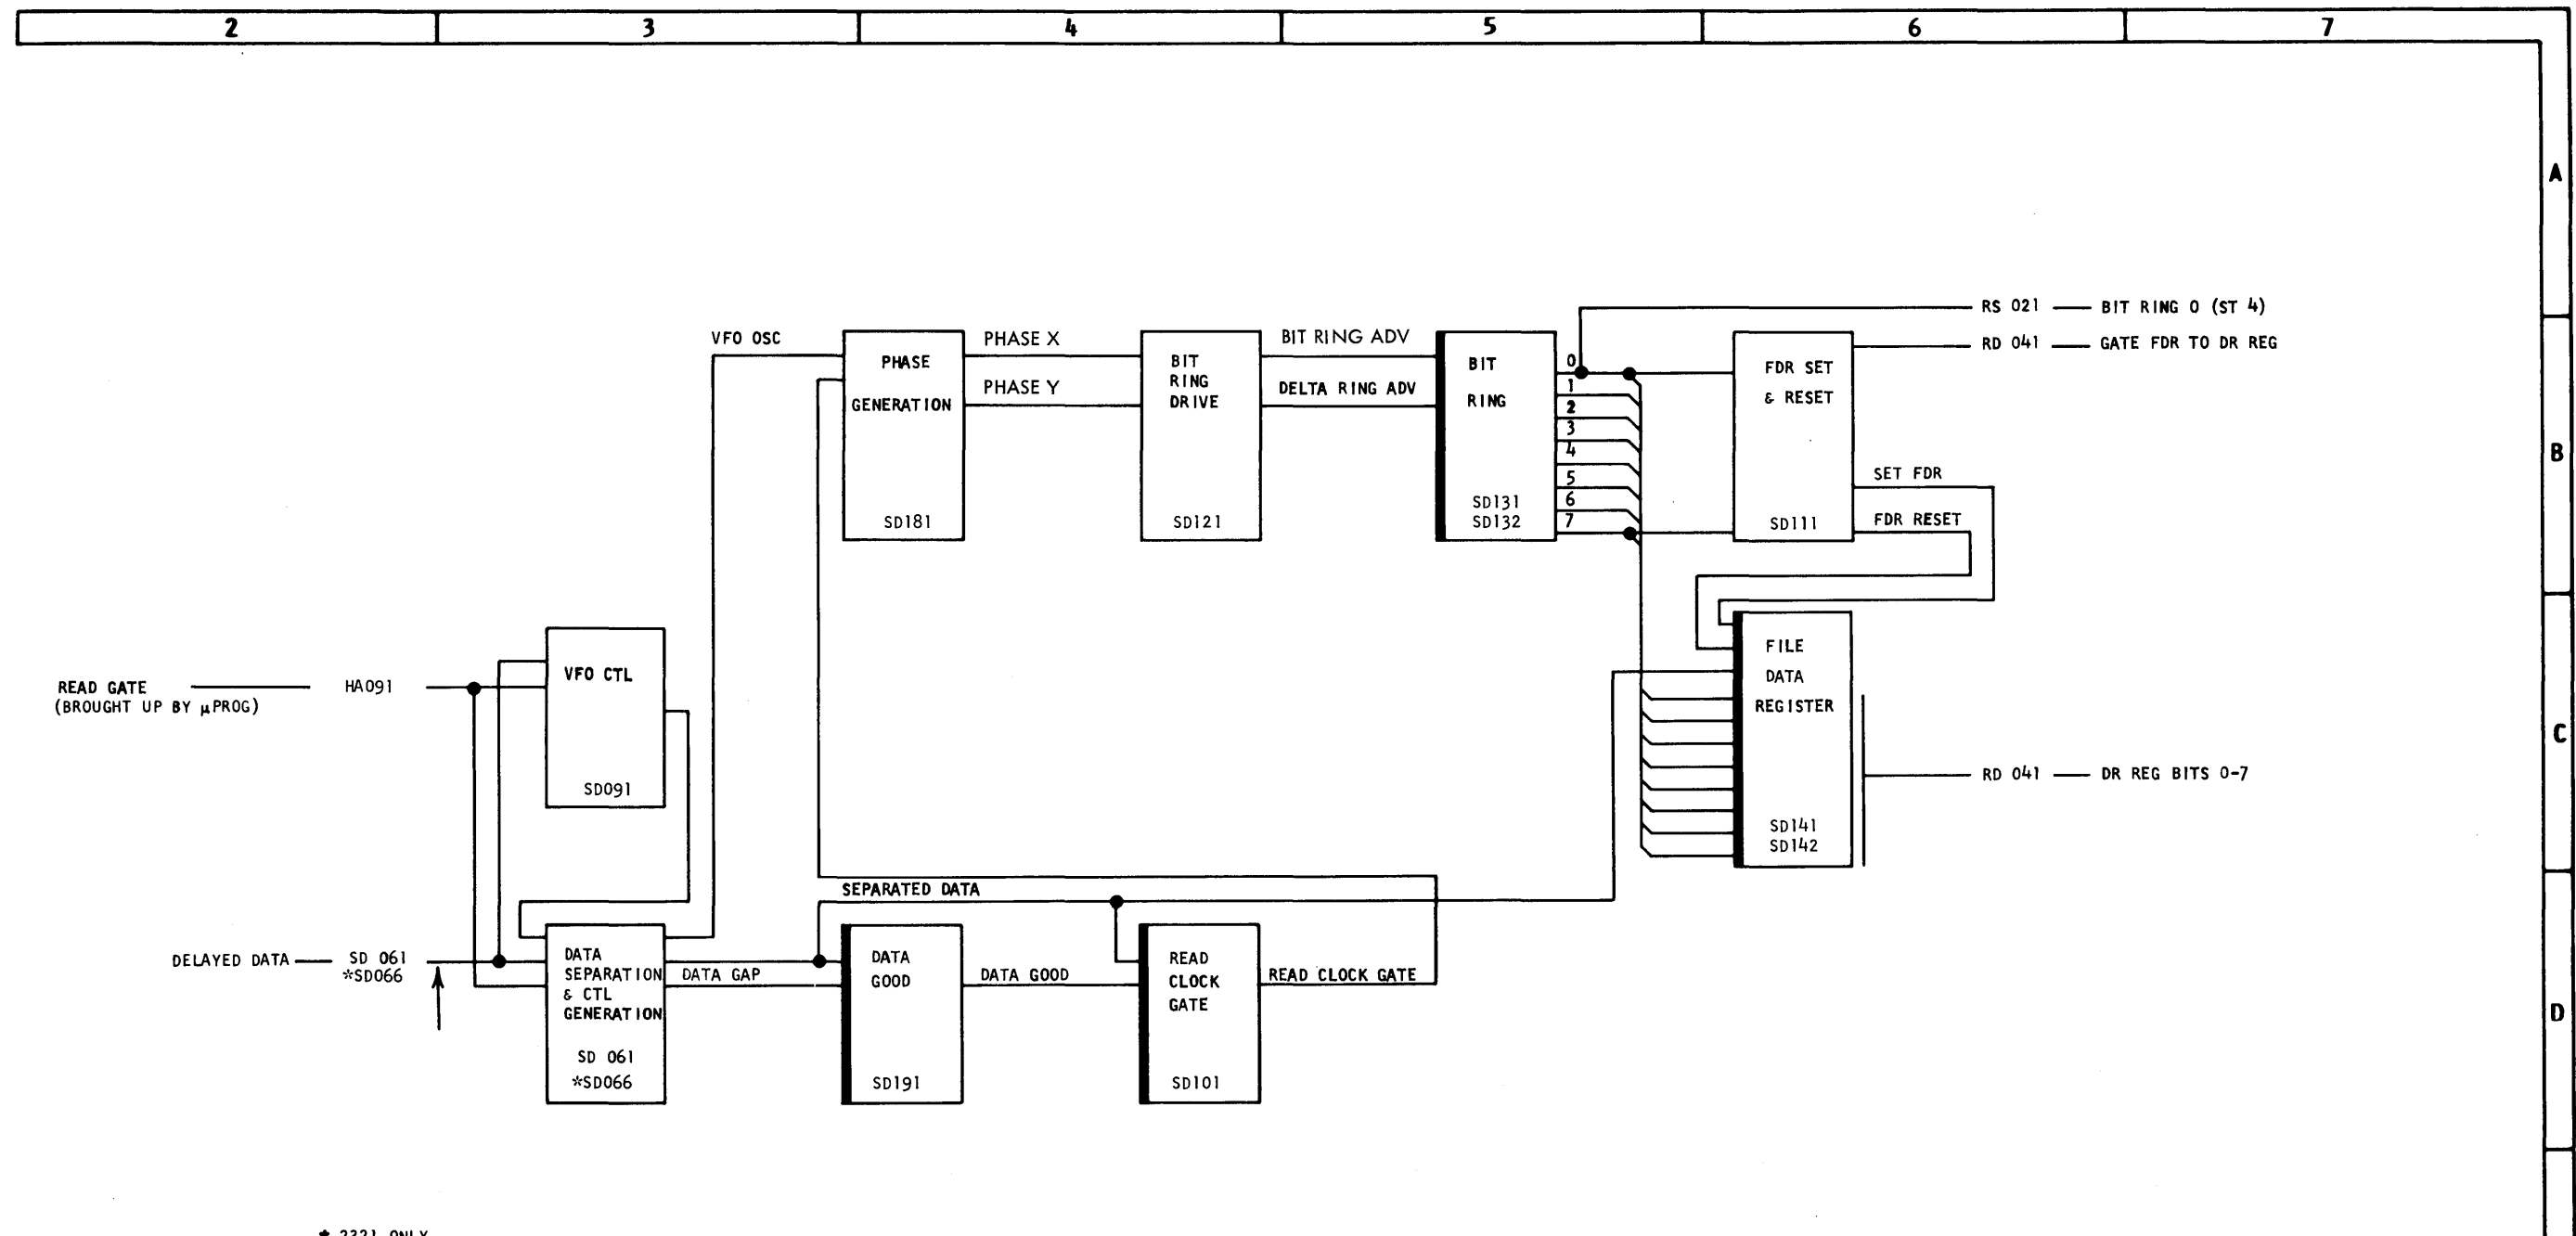 2 3 4 5 6 7
A
B
C
D
RS 021 BIT RING 0 (ST 4)
RD 041 GATE FDR TO DR REG
VFO OSC
PHASE
GENERATION
SD181
PHASE X
PHASE Y
BIT
RING
DRIVE
SD121
BIT RING ADV
DELTA RING ADV
BIT
RING
SD131
SD132
0
1
2
3
4
5
6
7
FDR SET
& RESET
SD111
SET FDR
FDR RESET
READ GATE HA091
(BROUGHT UP BY μPROG)
VFO CTL
SD091
FILE
DATA
REGISTER
SD141
SD142
RD 041 DR REG BITS 0-7
SEPARATED DATA
DELAYED DATA SD 061
*SD066
DATA
SEPARATION
& CTL
GENERATION
SD 061
*SD066
DATA GAP
DATA
GOOD
SD191
DATA GOOD
READ
CLOCK
GATE
SD101
READ CLOCK GATE
* 2321 ONLY